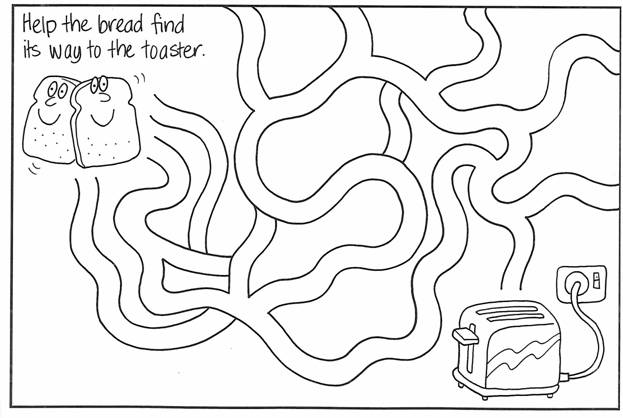 Help the bread find
its way to the toaster.